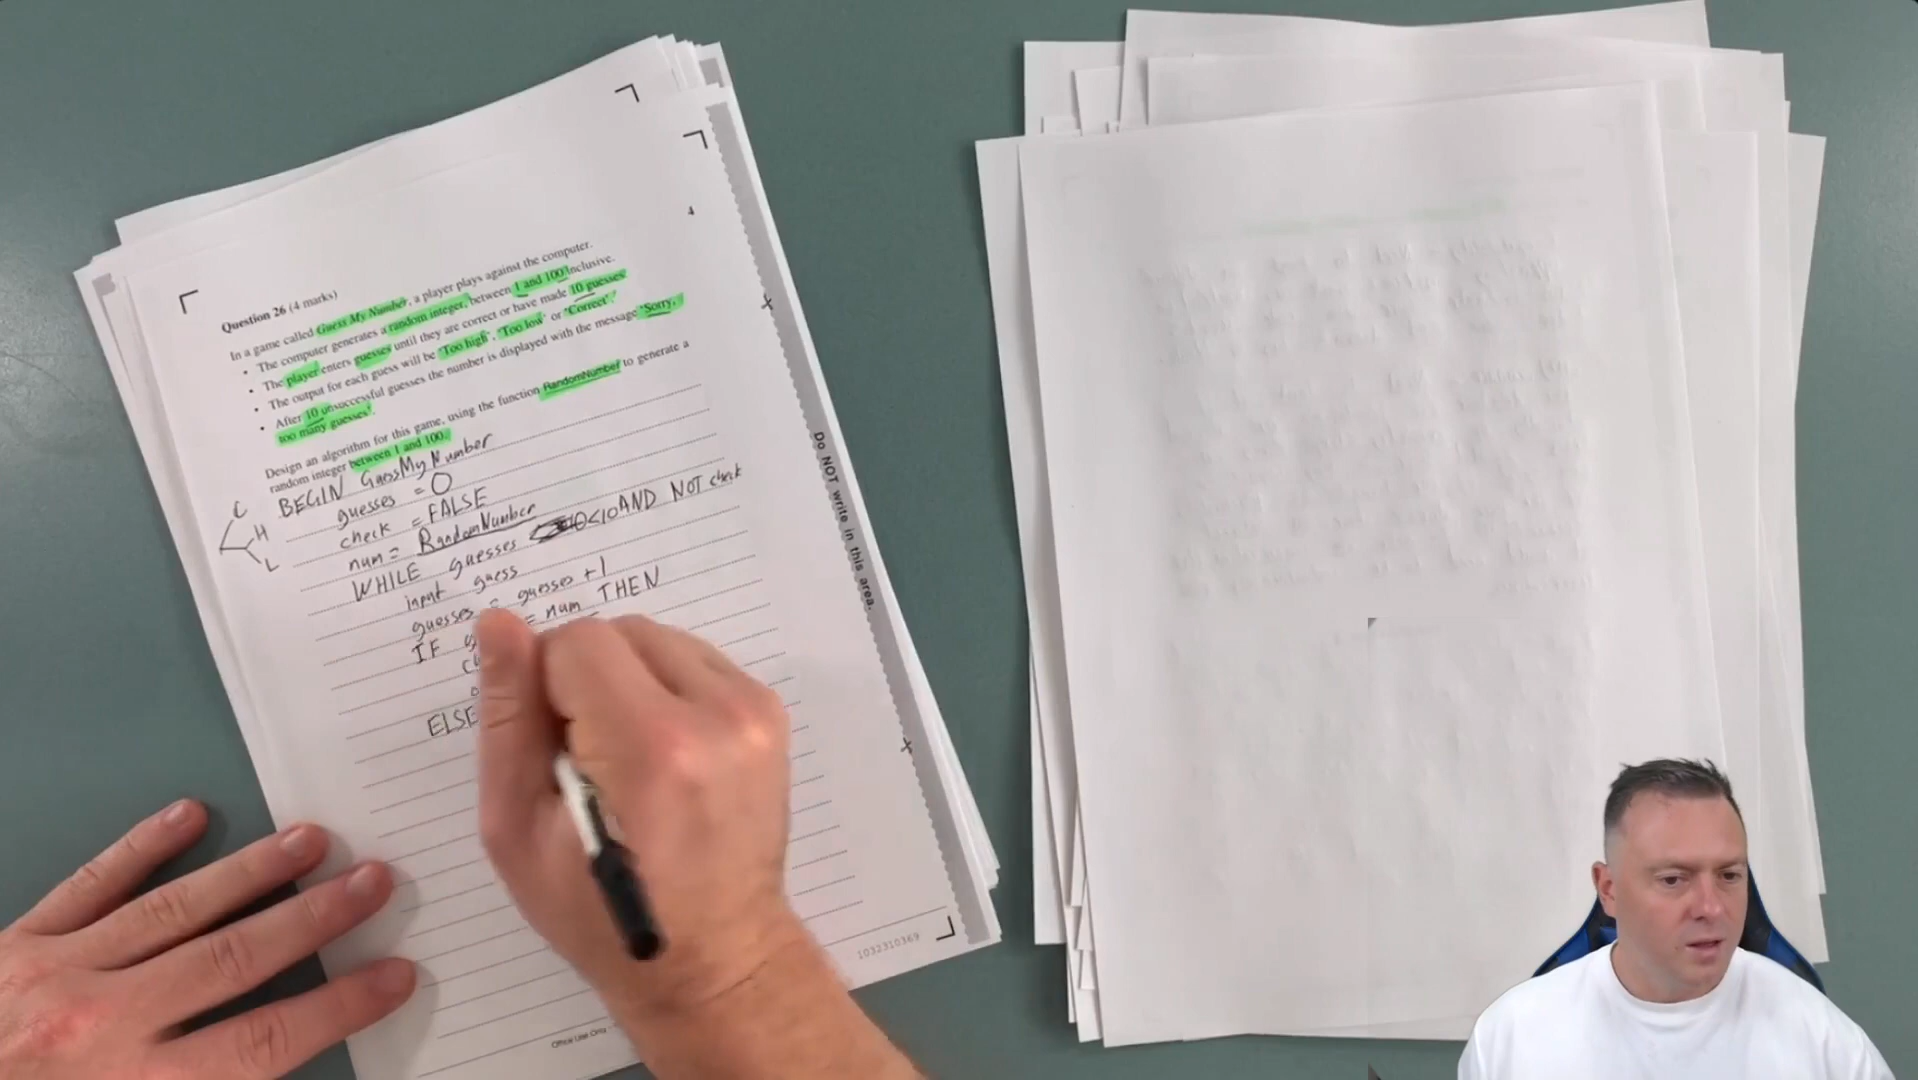 4
Question 26 (4 marks)
In a game called Guess My Number, a player plays against the computer.
• The computer generates a random integer, between 1 and 100 inclusive.
• The player enters guesses until they are correct or have made 10 guesses.
• The output for each guess will be 'Too high', 'Too low' or 'Correct'.
• After 10 unsuccessful guesses the number is displayed with the message 'Sorry,
too many guesses'.
Design an algorithm for this game, using the function RandomNumber to generate a
random integer between 1 and 100.
BEGIN GuessMyNumber
guesses = 0
check = FALSE
num = RandomNumber
WHILE guesses <10 AND NOT check
input guess
guesses = guesses +1
IF = num THEN
ELSE
C
H
L
Do NOT write in this area.
1032310369
Office Use Only